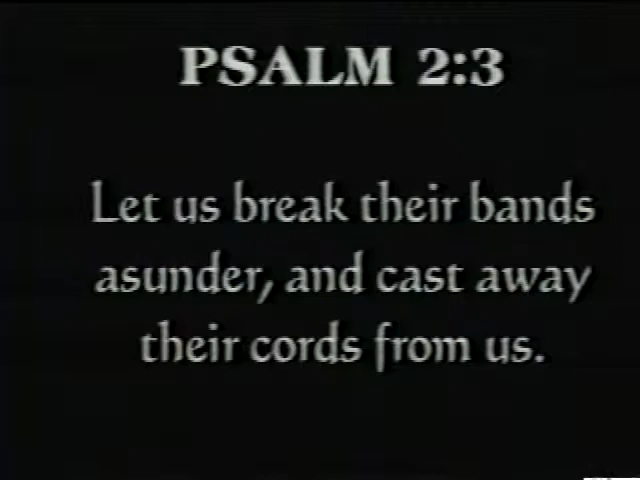 PSALM 2:3
Let us break their bands
asunder, and cast away
their cords from us.